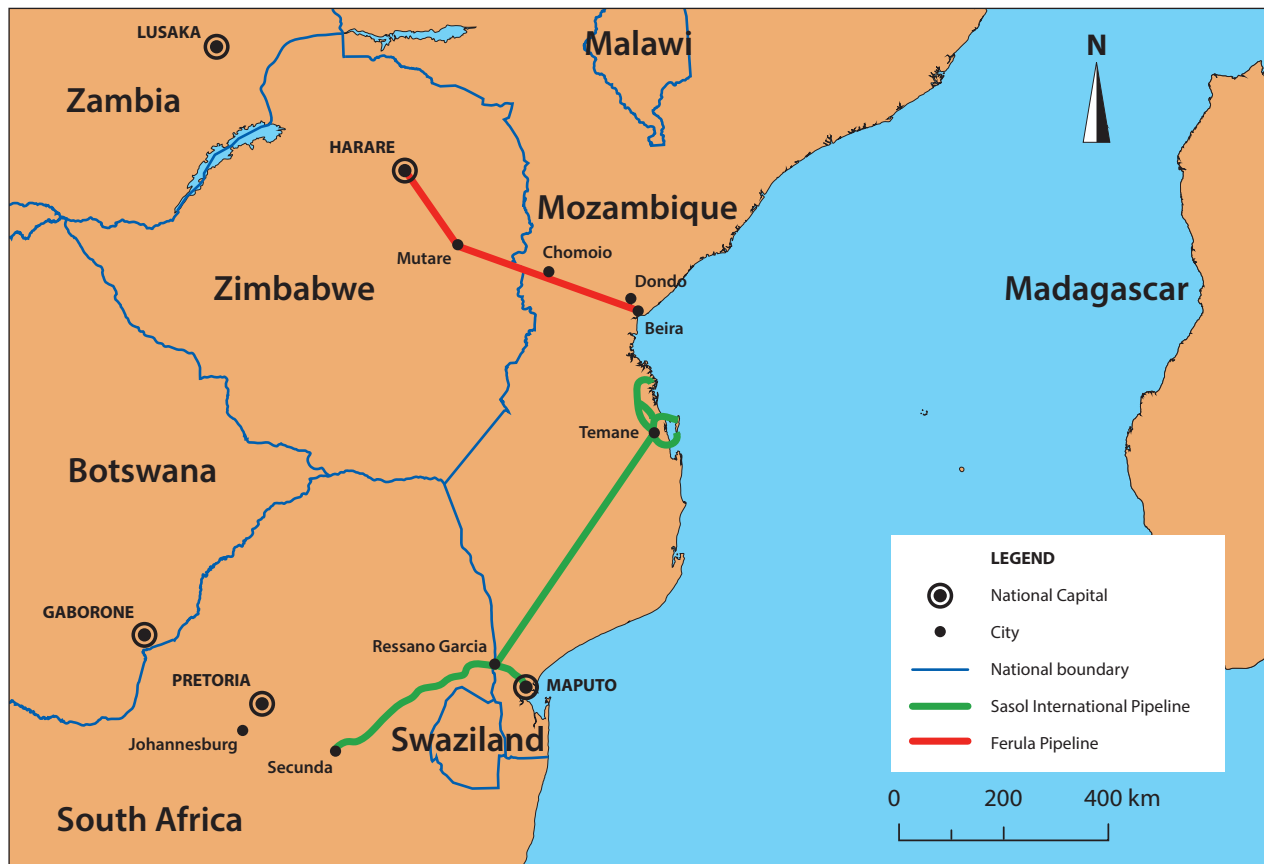 LUSAKA
Malawi
N
Zambia
HARARE
Mozambique
Mutare
Chomoio
Zimbabwe
Dondo
Madagascar
Beira
Temane
Botswana
LEGEND
National Capital
GABORONE
City
Ressano Garcia
National boundary
PRETORIA
MAPUTO
Sasol International Pipeline
Johannesburg
Swaziland
Ferula Pipeline
Secunda
South Africa
0 200 400 km